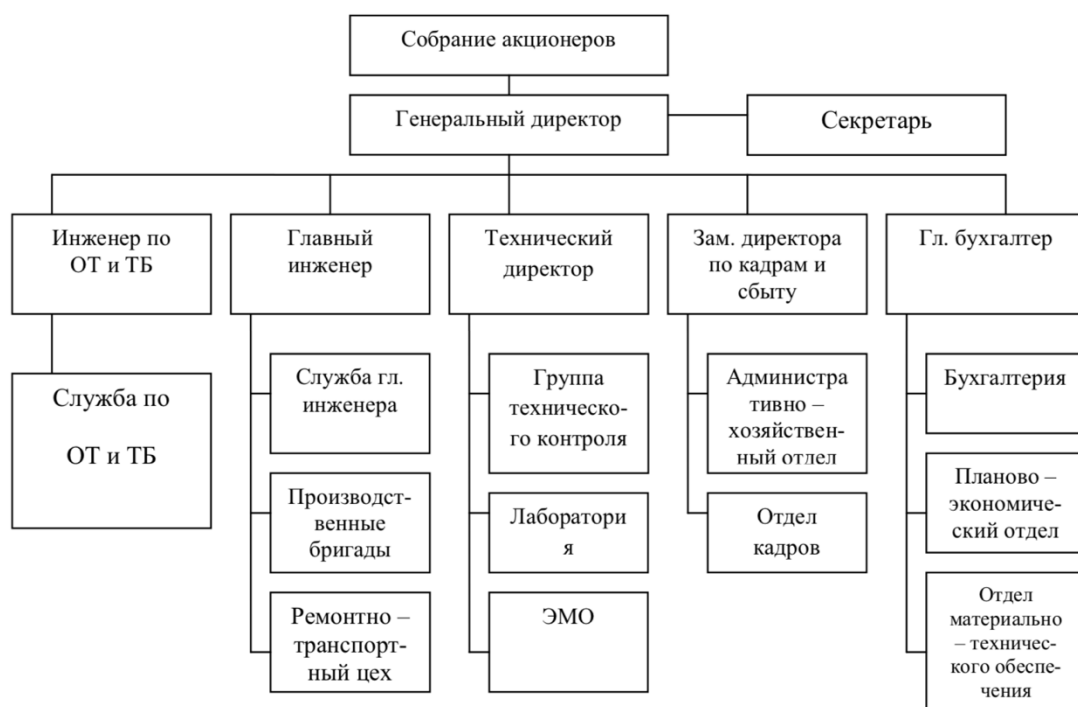 Собрание акционеров
Генеральный директор
Секретарь
Инженер по
ОТ и ТБ
Главный
инженер
Технический
директор
Зам. директора
по кадрам и
сбыту
Гл. бухгалтер
Служба по
ОТ и ТБ
Служба гл.
инженера
Производст-
венные
бригады
Ремонтно –
транспорт-
ный цех
Группа
техническо-
го контроля
Лаборатори
я
ЭМО
Администра
тивно –
хозяйствен-
ный отдел
Отдел
кадров
Бухгалтерия
Планово –
экономичес-
кий отдел
Отдел
материально
– техничес-
кого обеспе-
чения